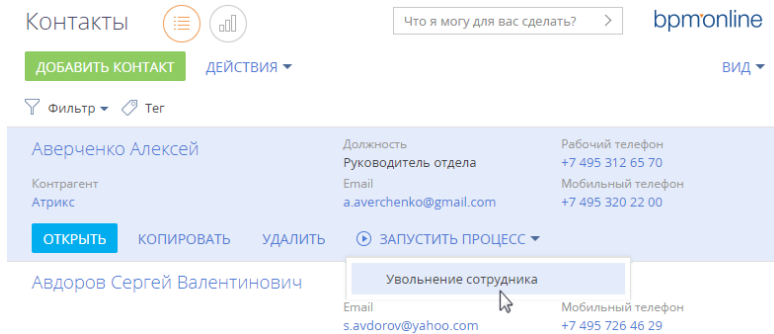 Контакты
Что я могу для вас сделать?
bpmonline
ДОБАВИТЬ КОНТАКТ ДЕЙСТВИЯ ВИД
Фильтр Тег
Аверченко Алексей
Должность
Руководитель отдела
Рабочий телефон
+7 495 312 65 70
Контрагент
Атрикс
Email
a.averchenko@gmail.com
Мобильный телефон
+7 495 320 22 00
ОТКРЫТЬ КОПИРОВАТЬ УДАЛИТЬ ЗАПУСТИТЬ ПРОЦЕСС
Увольнение сотрудника
Авдоров Сергей Валентинович
Email
s.avdorov@yahoo.com
Мобильный телефон
+7 495 726 46 29